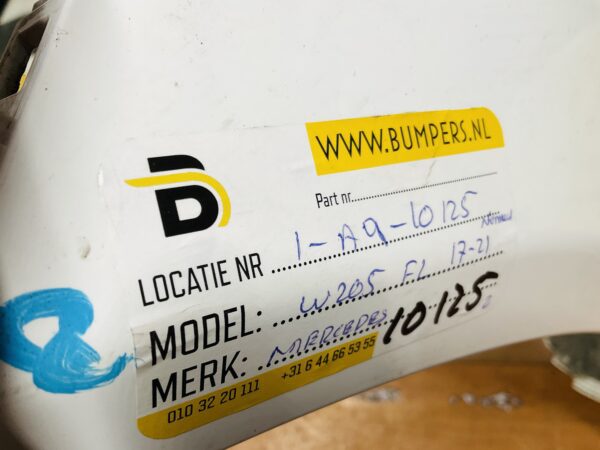 WWW.BUMPERS.NL
B
Part nr.
LOCATIE NR 1-A9-10125
MODEL: W205 FL 17-21
MERK: MERCEDES
10125
010 32 20 111 +31 6 44 66 53 55